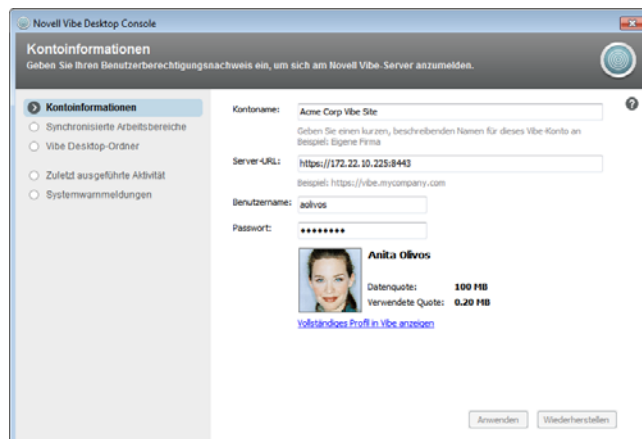 Novell Vibe Desktop Console
Kontoinformationen
Geben Sie Ihren Benutzerberechtigungsnachweis ein, um sich am Novell Vibe-Server anzumelden.
Kontoinformationen
Synchronisierte Arbeitsbereiche
Vibe Desktop-Ordner
Zuletzt ausgeführte Aktivität
Systemwarnmeldungen
Kontoname:
Acme Corp Vibe Site
Geben Sie einen kurzen, beschreibenden Namen für dieses Vibe-Konto an
Beispiel: Eigene Firma
Server-URL:
https://172.22.10.225:8443
Beispiel: https://vibe.mycompany.com
Benutzername:
aolivos
Passwort:
••••••••
Anita Olivos
Datenquote: 100 MB
Verwendete Quote: 0.20 MB
Vollständiges Profil in Vibe anzeigen
Anwenden
Wiederherstellen